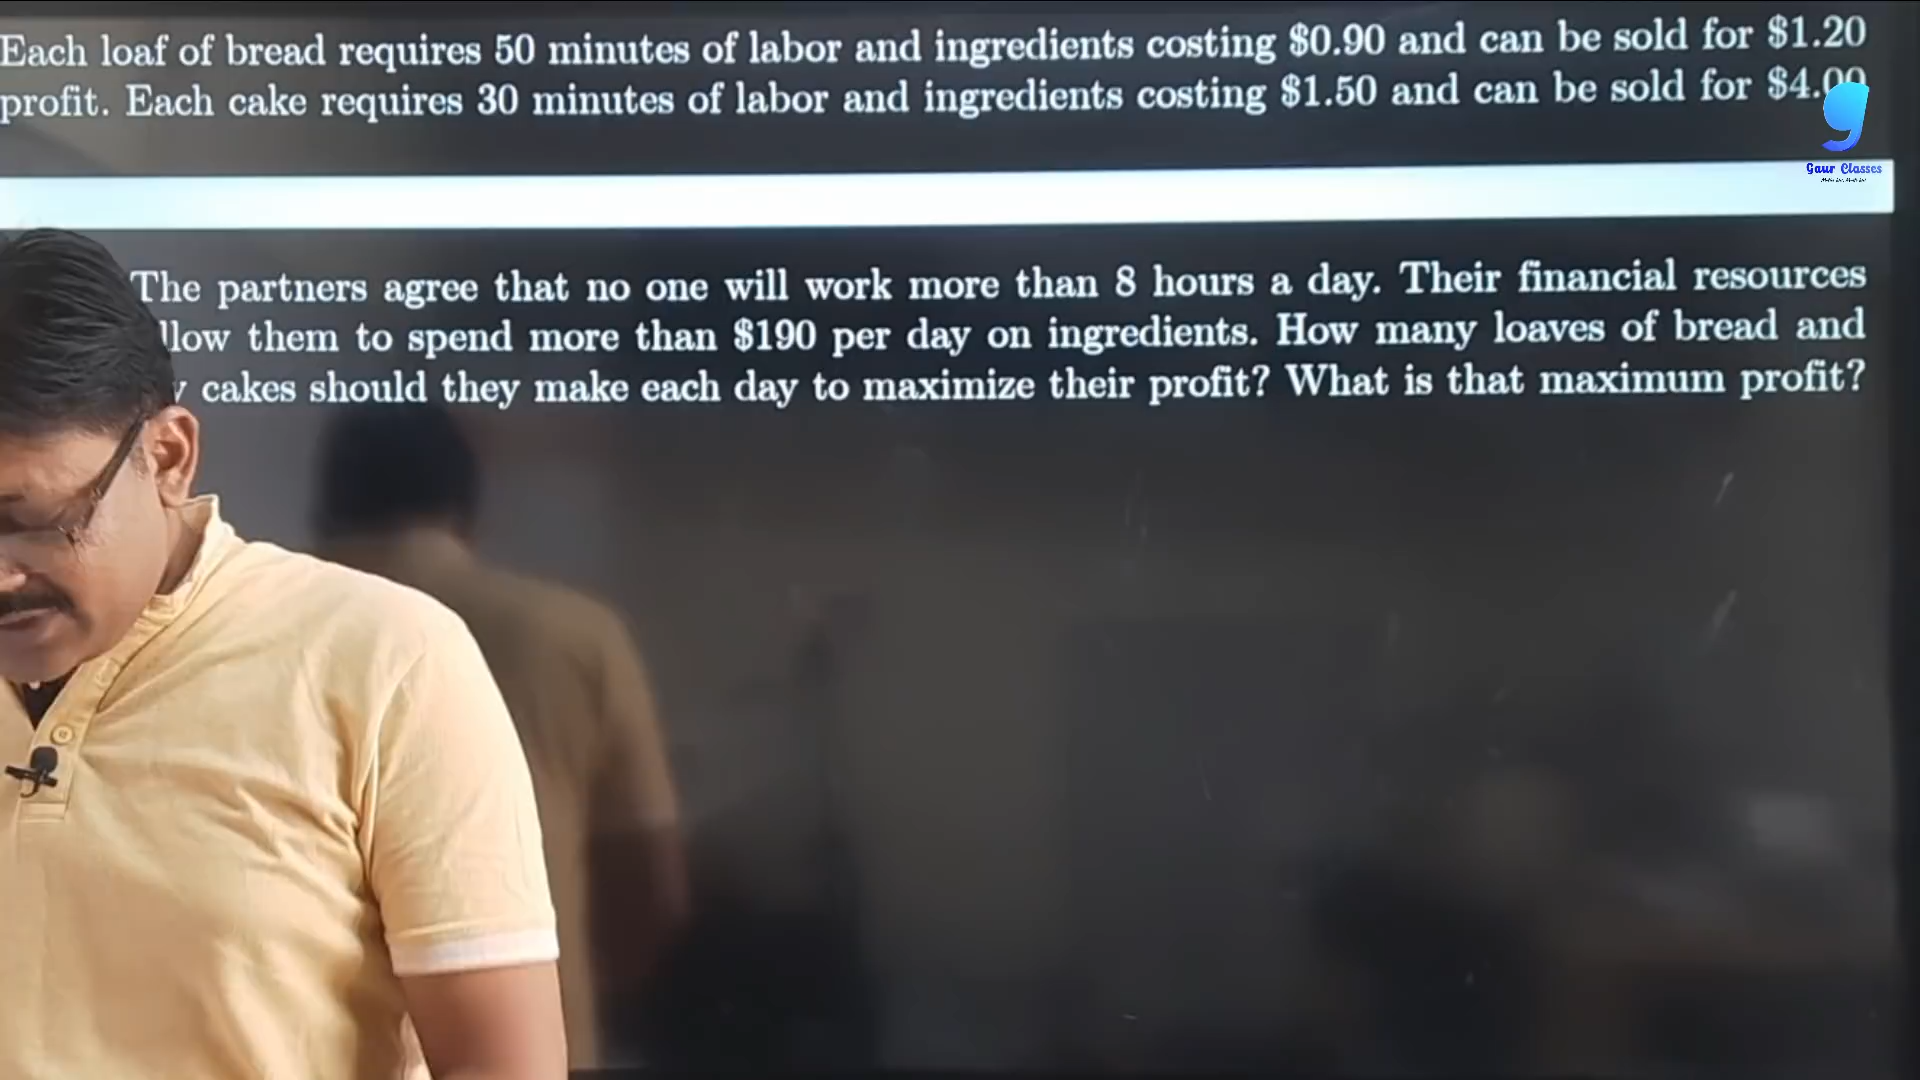 Each loaf of bread requires 50 minutes of labor and ingredients costing $0.90 and can be sold for $1.20
profit. Each cake requires 30 minutes of labor and ingredients costing $1.50 and can be sold for $4.00
Gaur Classes
The partners agree that no one will work more than 8 hours a day. Their financial resources
llow them to spend more than $190 per day on ingredients. How many loaves of bread and
cakes should they make each day to maximize their profit? What is that maximum profit?